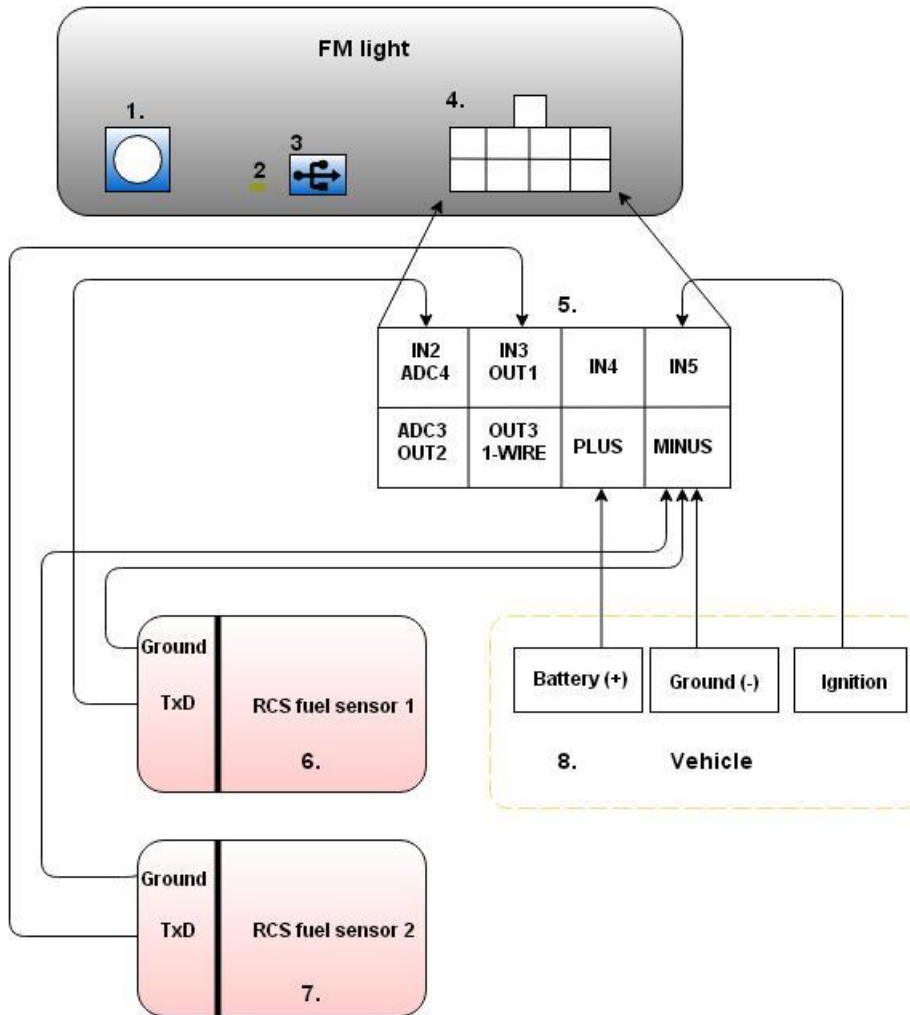 FM light
1.
2
3
4.
5.
IN2
ADC4
IN3
OUT1
IN4
IN5
ADC3
OUT2
OUT3
1-WIRE
PLUS
MINUS
Ground
TxD
RCS fuel sensor 1
6.
Battery (+)
Ground (-)
Ignition
8.
Vehicle
Ground
TxD
RCS fuel sensor 2
7.